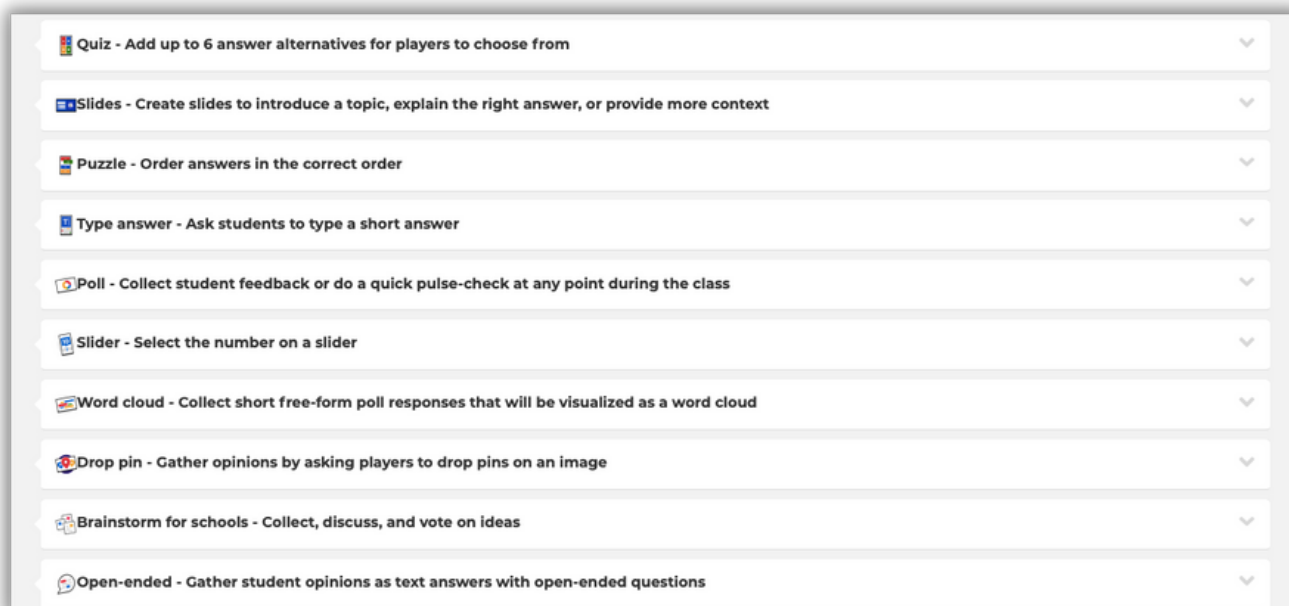 Quiz - Add up to 6 answer alternatives for players to choose from
Slides - Create slides to introduce a topic, explain the right answer, or provide more context
Puzzle - Order answers in the correct order
Type answer - Ask students to type a short answer
Poll - Collect student feedback or do a quick pulse-check at any point during the class
Slider - Select the number on a slider
Word cloud - Collect short free-form poll responses that will be visualized as a word cloud
Drop pin - Gather opinions by asking players to drop pins on an image
Brainstorm for schools - Collect, discuss, and vote on ideas
Open-ended - Gather student opinions as text answers with open-ended questions